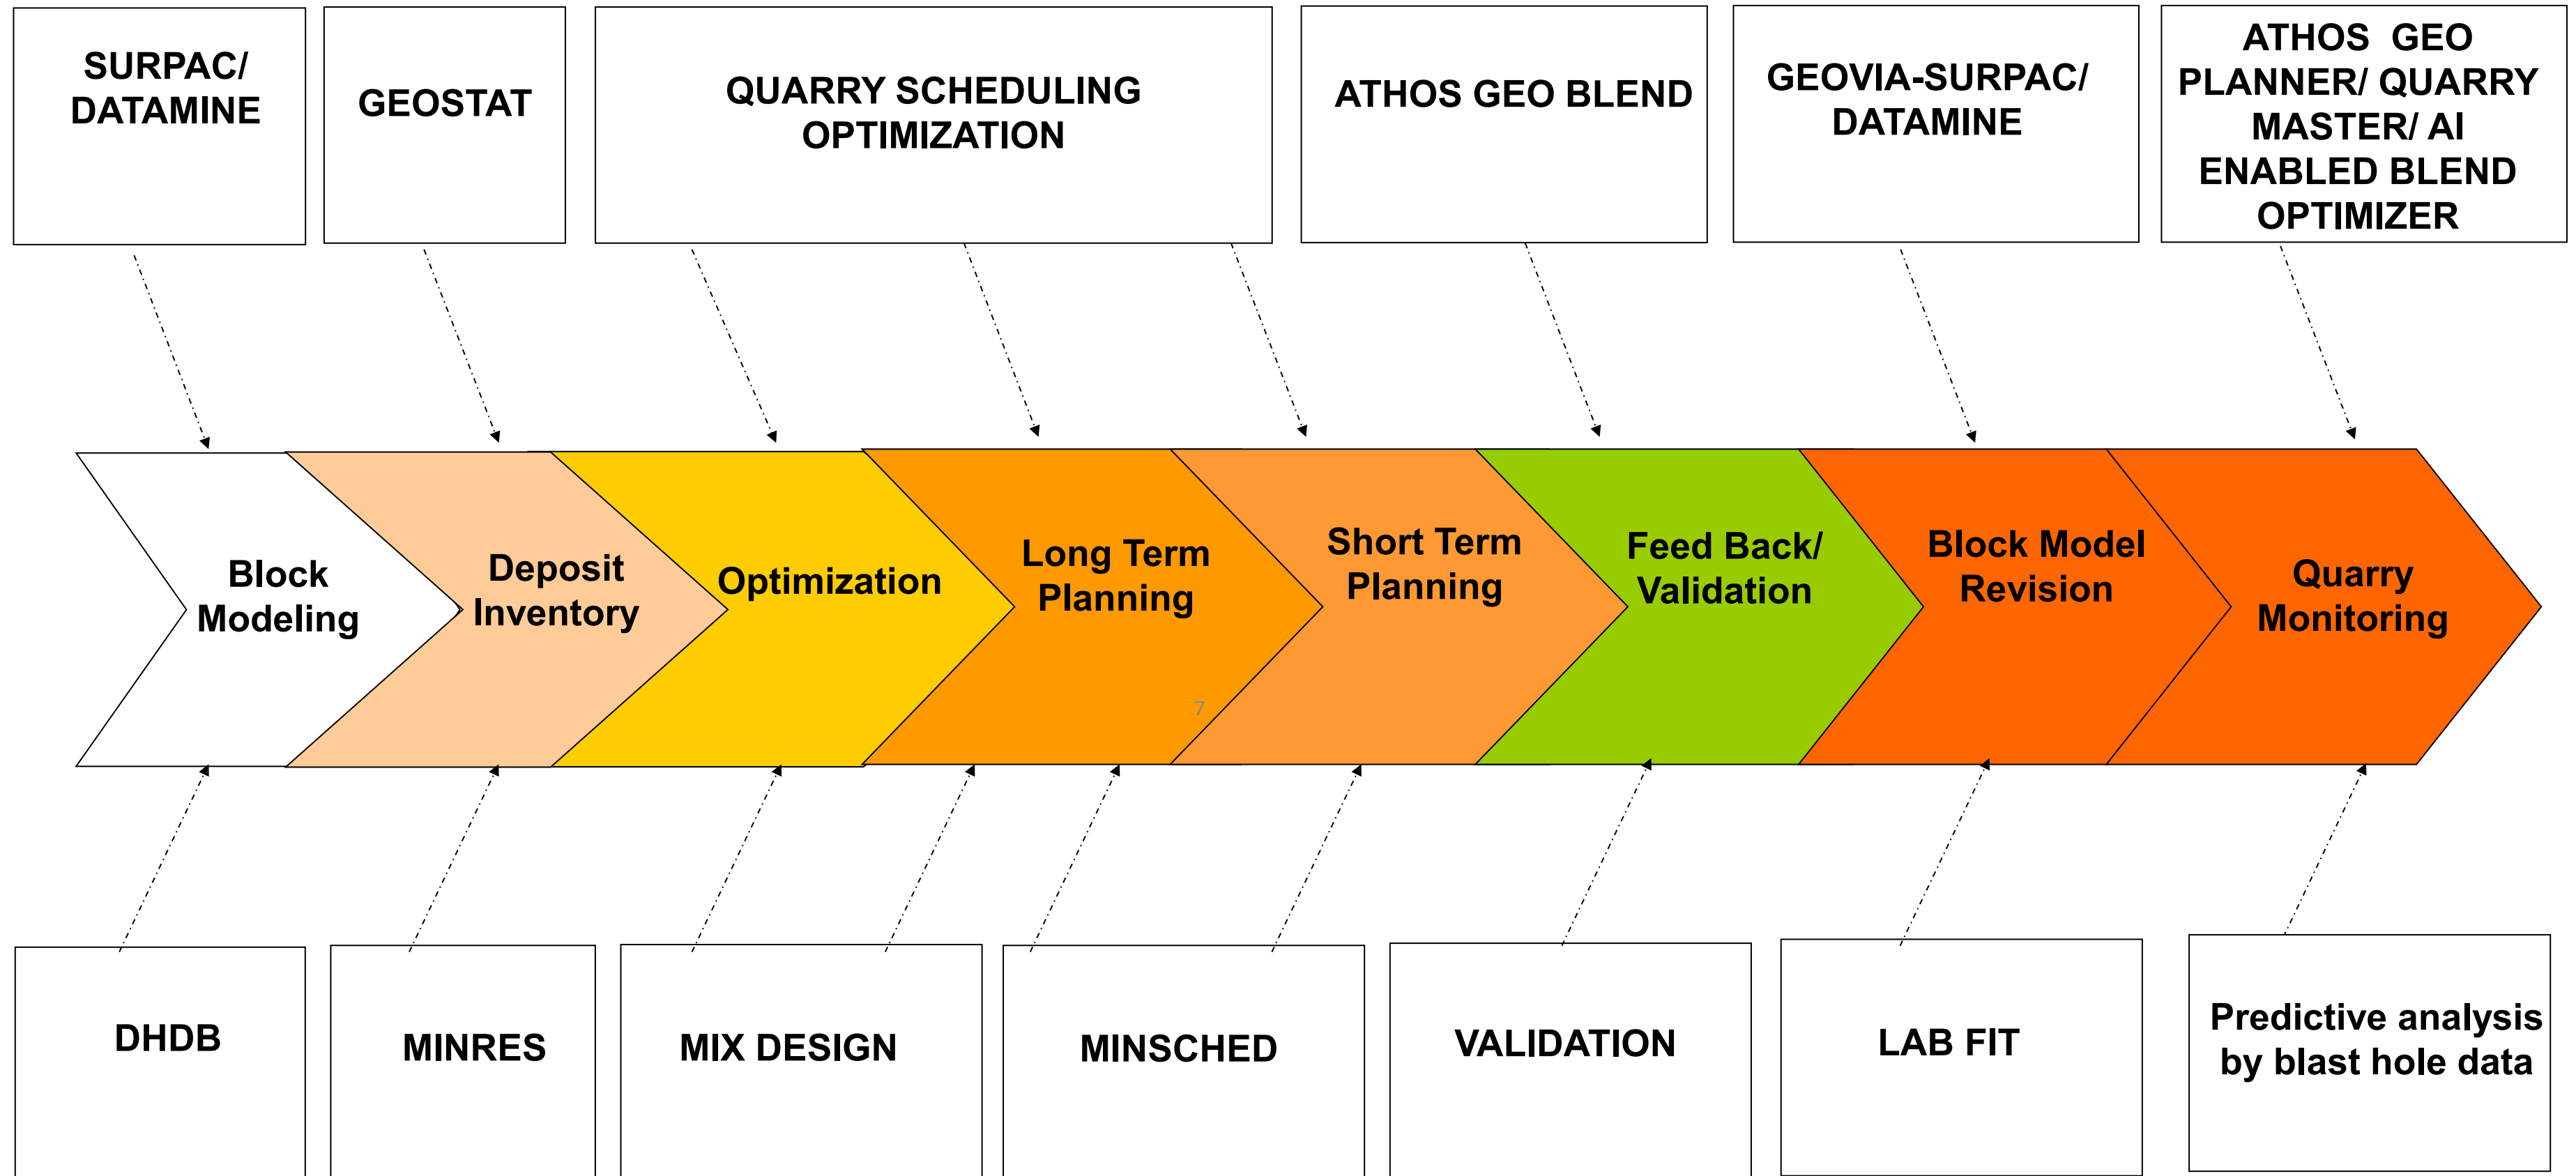 SURPAC/
DATAMINE
GEOSTAT
QUARRY SCHEDULING
OPTIMIZATION
ATHOS GEO BLEND
GEOVIA-SURPAC/
DATAMINE
ATHOS GEO
PLANNER/ QUARRY
MASTER/ AI
ENABLED BLEND
OPTIMIZER
Block
Modeling
Deposit
Inventory
Optimization
Long Term
Planning
Short Term
Planning
Feed Back/
Validation
Block Model
Revision
Quarry
Monitoring
7
DHDB
MINRES
MIX DESIGN
MINSCHED
VALIDATION
LAB FIT
Predictive analysis
by blast hole data